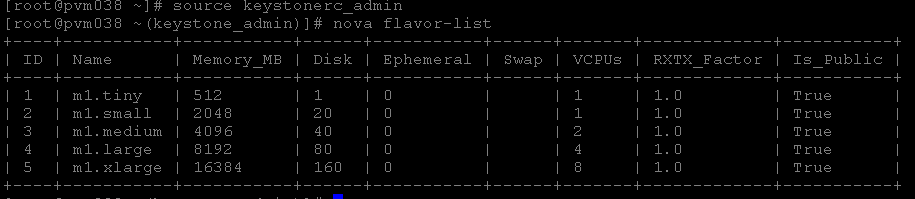 [root@pvm038 ~]# source keystonerc_admin
[root@pvm038 ~(keystone_admin)]# nova flavor-list
+----+-----------+-----------+------+-----------+------+-------+-------------+-----------+
| ID | Name | Memory_MB | Disk | Ephemeral | Swap | VCPUs | RXTX_Factor | Is_Public |
+----+-----------+-----------+------+-----------+------+-------+-------------+-----------+
| 1 | m1.tiny | 512 | 1 | 0 | | 1 | 1.0 | True |
| 2 | m1.small | 2048 | 20 | 0 | | 1 | 1.0 | True |
| 3 | m1.medium | 4096 | 40 | 0 | | 2 | 1.0 | True |
| 4 | m1.large | 8192 | 80 | 0 | | 4 | 1.0 | True |
| 5 | m1.xlarge | 16384 | 160 | 0 | | 8 | 1.0 | True |
+----+-----------+-----------+------+-----------+------+-------+-------------+-----------+